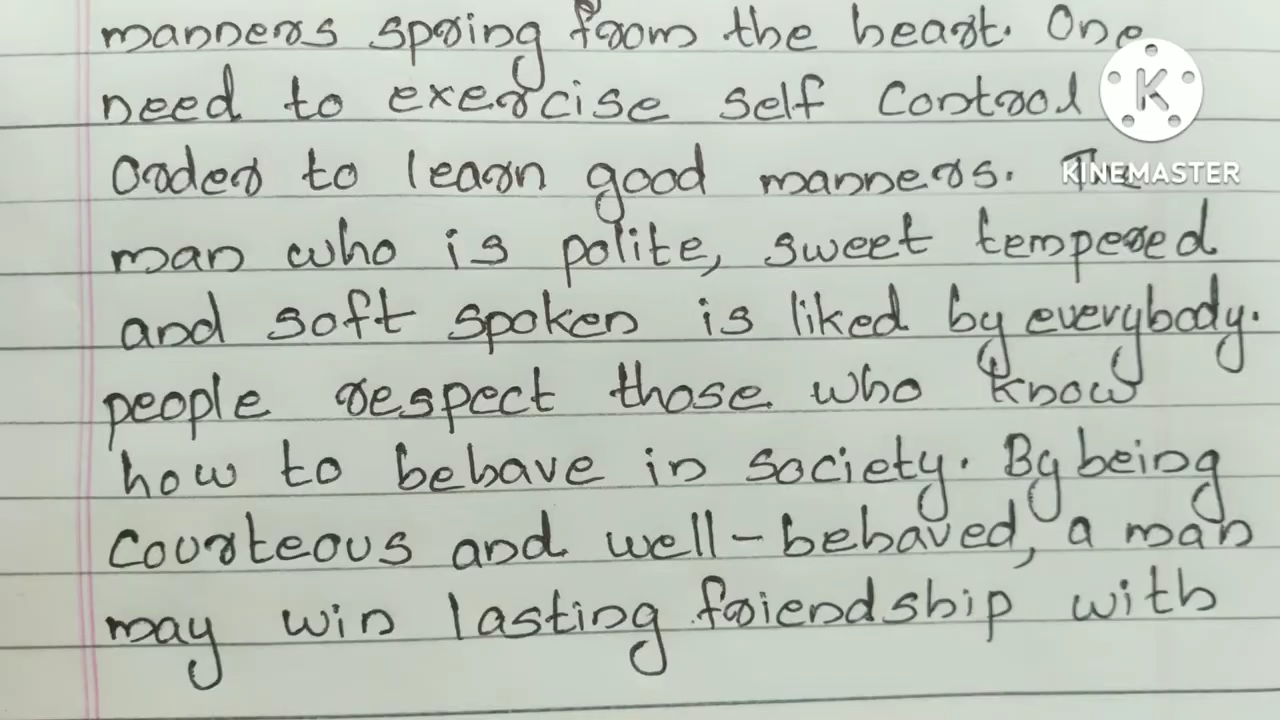 manners spring from the heart. One
need to exercise self control
order to learn good manners. The
man who is polite, sweet tempered
and soft spoken is liked by everybody.
people respect those who know
how to behave in society. By being
courteous and well-behaved, a man
may win lasting friendship with
K
KINEMASTER